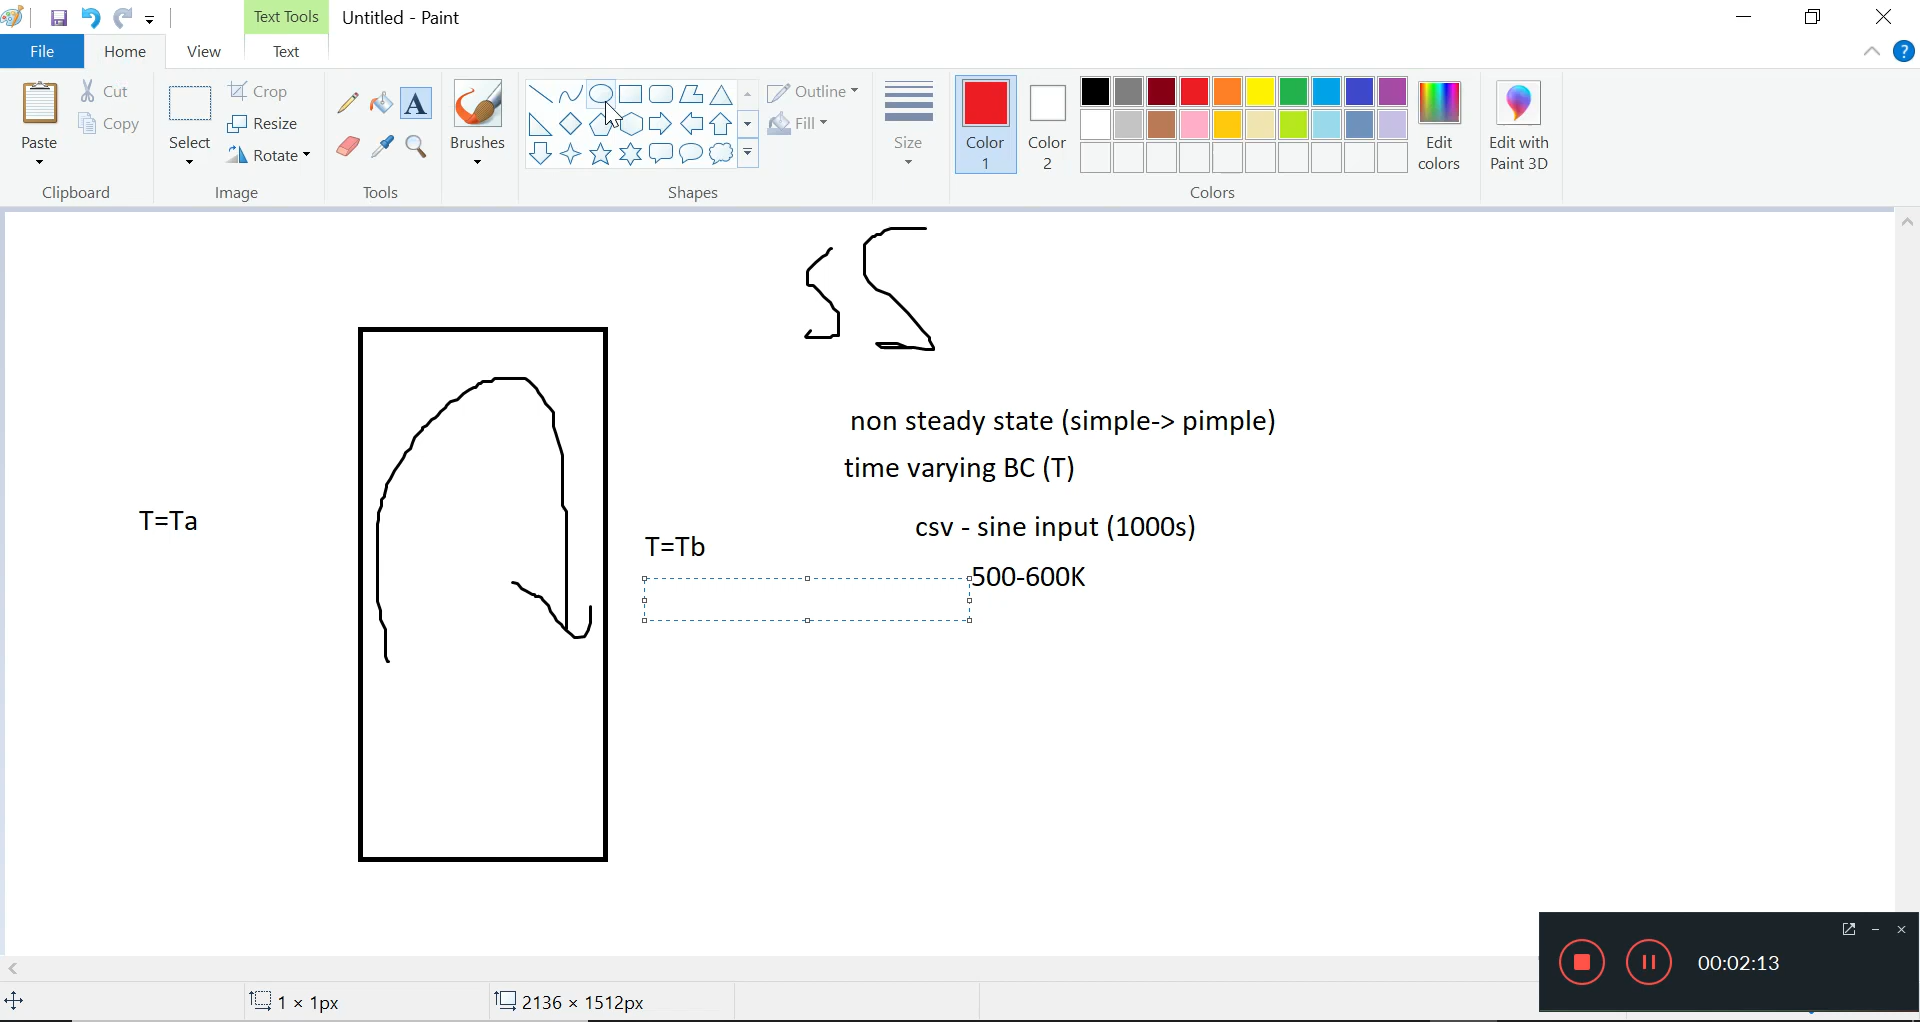 Text Tools
Untitled - Paint
File
Home
View
Text
Paste
Cut
Copy
Clipboard
Select
Crop
Resize
Rotate
Image
A
Tools
Brushes
Outline
Fill
Shapes
Size
Color
1
Color
2
Edit
colors
Edit with
Paint 3D
Colors
?
SS
non steady state (simple-> pimple)
time varying BC (T)
T=Ta
csv - sine input (1000s)
T=Tb
500-600K
00:02:13
1 × 1px
2136 × 1512px